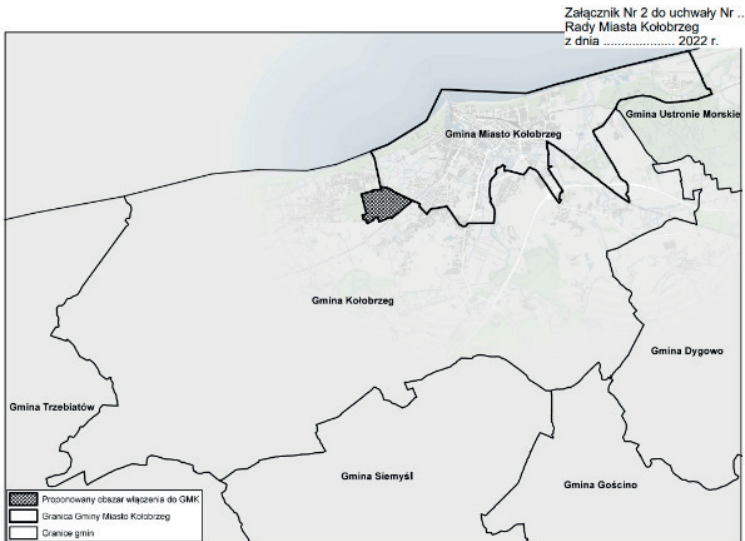 Załącznik Nr 2 do uchwały Nr ..
Rady Miasta Kołobrzeg
z dnia .................... 2022 r.
Gmina Ustronie Morskie
Gmina Miasto Kołobrzeg
Gmina Kołobrzeg
Gmina Dygowo
Gmina Trzebiatów
Gmina Siemyśl
Gmina Gościno
Proponowany obszar włączenia do GMK
Granica Gminy Miasto Kołobrzeg
Granice gmin